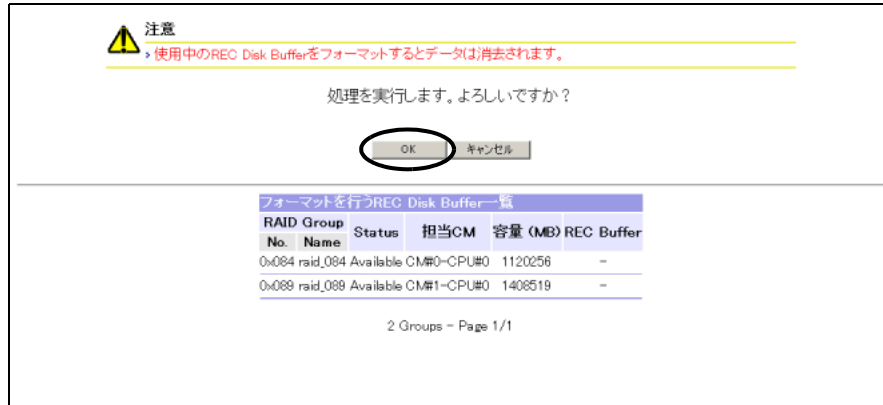 注意
使用中のREC Disk Bufferをフォーマットするとデータは消去されます。
処理を実行します。よろしいですか？
OK キャンセル
フォーマットを行うREC Disk Buffer一覧
RAID Group Status 担当CM 容量 (MB) REC Buffer
No. Name
0x084 raid_084 Available CM#0-CPU#0 1120256 -
0x089 raid_089 Available CM#1-CPU#0 1408519 -
2 Groups - Page 1/1